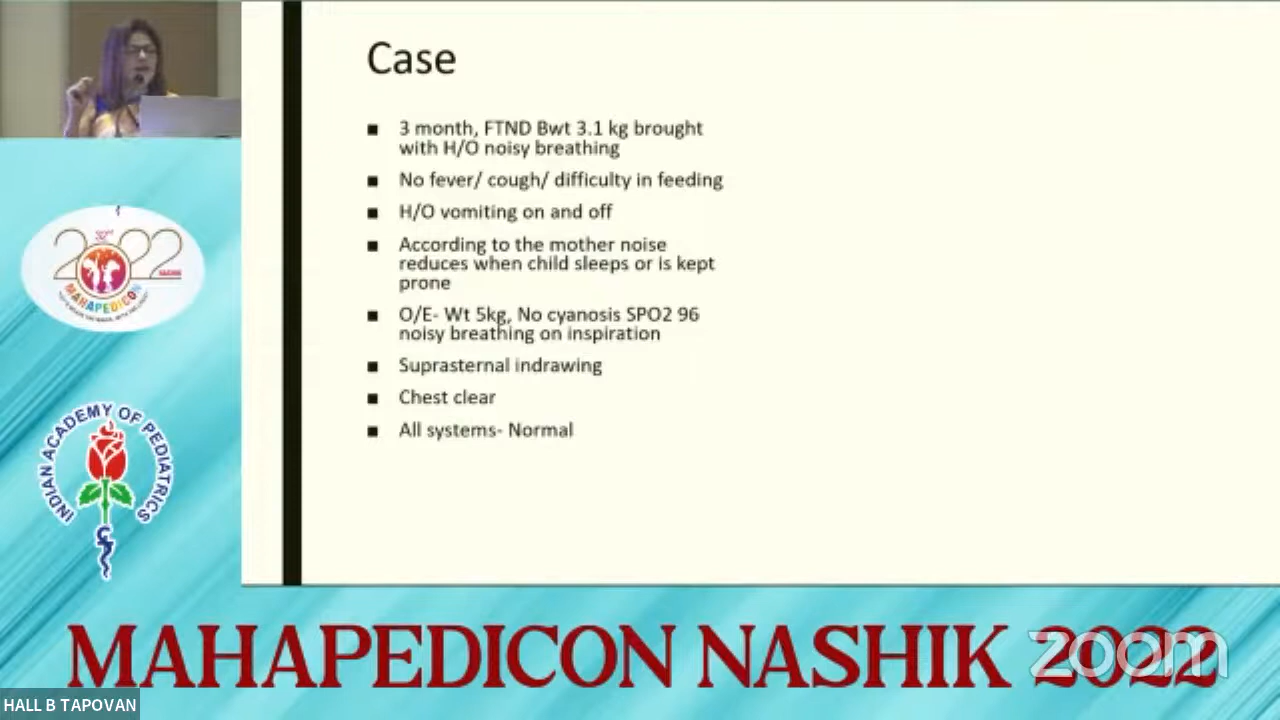 Case
■ 3 month, FTND Bwt 3.1 kg brought
with H/O noisy breathing
■ No fever/ cough/ difficulty in feeding
■ H/O vomiting on and off
■ According to the mother noise
reduces when child sleeps or is kept
prone
■ O/E- Wt 5kg, No cyanosis SPO2 96
noisy breathing on inspiration
■ Suprasternal indrawing
■ Chest clear
■ All systems- Normal
32nd
2022
NASHIK
MAHAPEDICON
INDIAN ACADEMY OF PEDIATRICS
MAHAPEDICON NASHIK 2022
zoom
HALL B TAPOVAN